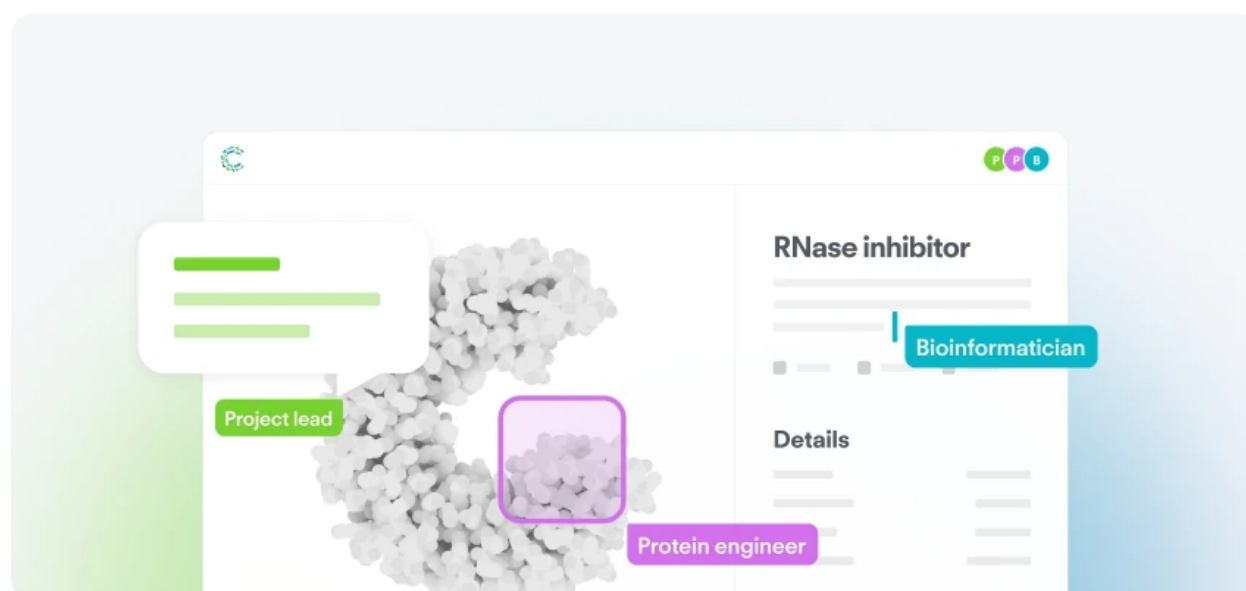 P P B
RNase inhibitor
Bioinformatician
Project lead
Details
Protein engineer